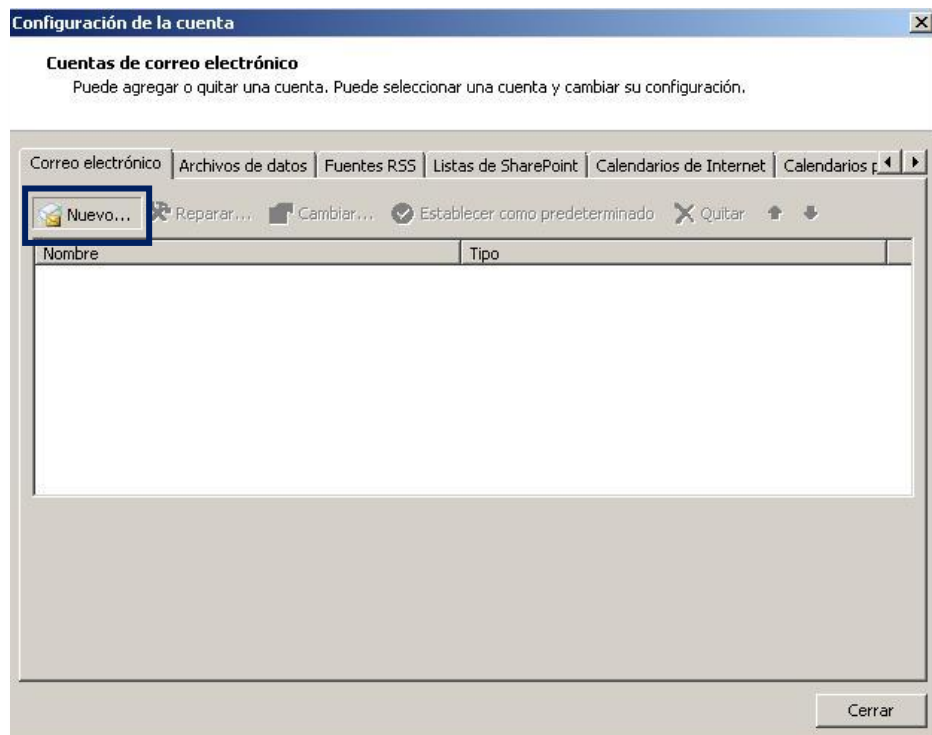 Configuración de la cuenta
Cuentas de correo electrónico
Puede agregar o quitar una cuenta. Puede seleccionar una cuenta y cambiar su configuración.
Correo electrónico Archivos de datos Fuentes RSS Listas de SharePoint Calendarios de Internet Calendarios
Nuevo... Reparar... Cambiar... Establecer como predeterminado Quitar
Nombre Tipo
Cerrar